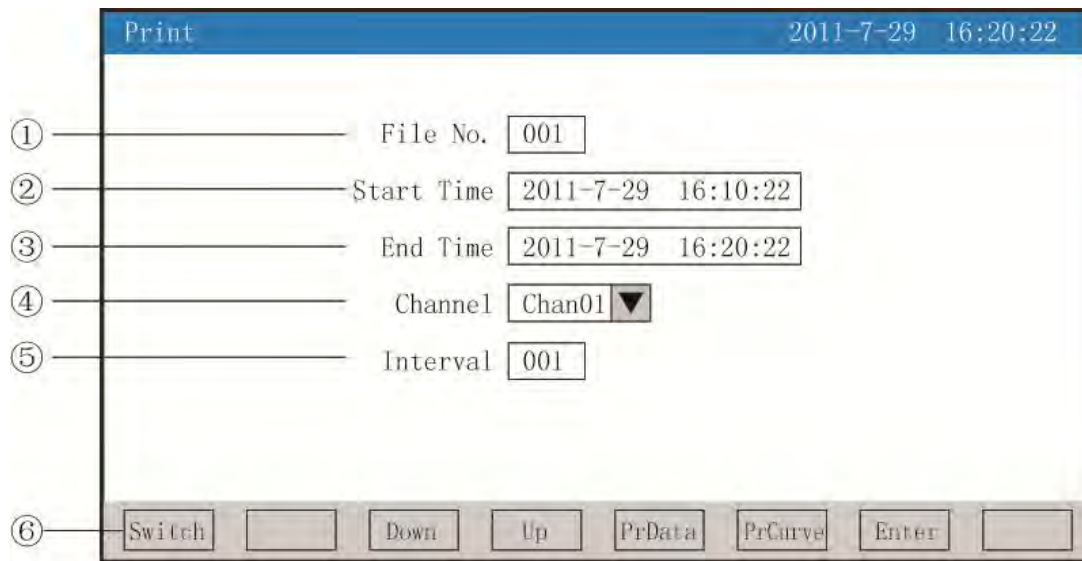 Print 2011-7-29 16:20:22
① File No. 001
② Start Time 2011-7-29 16:10:22
③ End Time 2011-7-29 16:20:22
④ Channel Chan01 ▼
⑤ Interval 001
⑥ Switch Down Up PrData PrCurve Enter